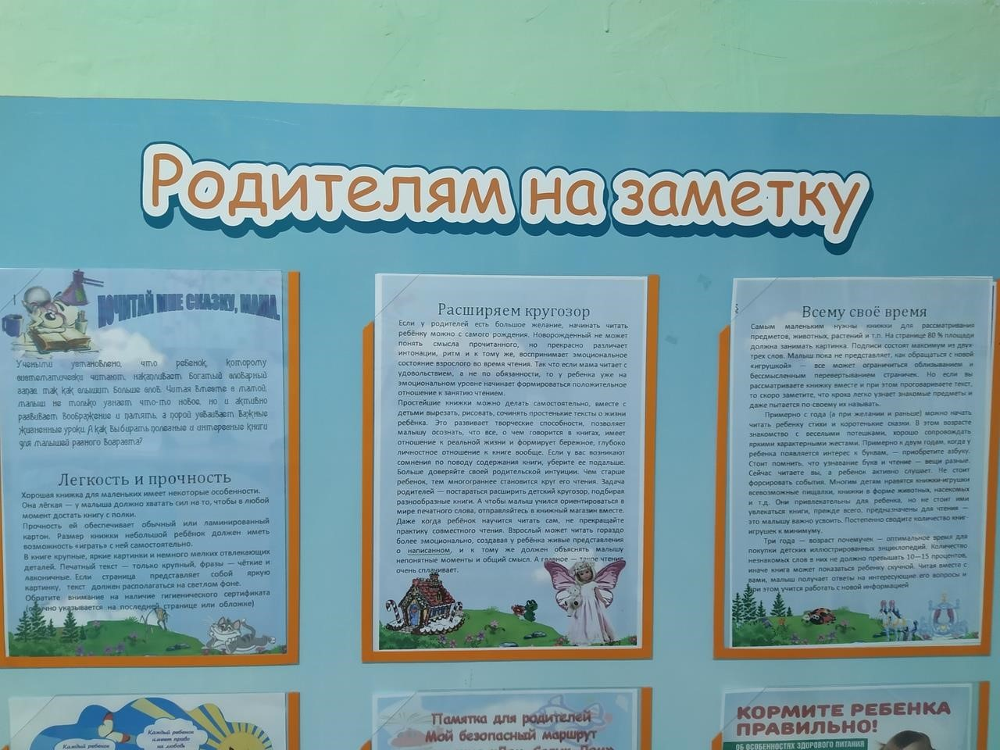 Родителям на заметку
ПОЧИТАЙ МНЕ СКАЗКУ, МАМА.
Учеными установлено, что ребенок, которому
систематически читают, накапливает богатый словарный
запас, так как слышит больше слов. Читая вместе с мамой,
малыш не только узнает что-то новое, но и активно
развивает воображение и память, а порой усваивает важные
жизненные уроки. А как выбирать полезные и интересные книги
для малышей разного возраста?
Легкость и прочность
Хорошая книжка для маленьких имеет некоторые особенности.
Она лёгкая — у малыша должно хватать сил на то, чтобы в любой
момент достать книгу с полки.
Прочность ей обеспечивает обычный или ламинированный
картон. Размер книжки небольшой ребёнок должен иметь
возможность «играть» с ней самостоятельно.
В книге крупные, яркие картинки и немного мелких отвлекающих
деталей. Печатный текст — только крупный, фразы — чёткие и
лаконичные. Если страница представляет собой яркую
картинку, текст должен располагаться на светлом фоне.
Обратите внимание на наличие гигиенического сертификата
(обычно указывается на последней странице или обложке)
Расширяем кругозор
Если у родителей есть большое желание, начинать читать
ребёнку можно с самого рождения. Новорожденный не может
понять смысла прочитанного, но прекрасно различает
интонации, ритм и к тому же, воспринимает эмоциональное
состояние взрослого во время чтения. Так что если мама читает с
удовольствием, а не по обязанности, то у ребенка уже на
эмоциональном уровне начинает формироваться положительное
отношение к занятию чтением.
Простейшие книжки можно делать самостоятельно, вместе с
детьми вырезать, рисовать, сочинять простенькие тексты о жизни
ребёнка. Это развивает творческие способности, позволяет
малышу осознать, что все, о чем говорится в книгах, имеет
отношение к реальной жизни и формирует бережное, глубоко
личностное отношение к книге вообще. Если у вас возникают
сомнения по поводу содержания книги, уберите ее подальше.
Больше доверяйте своей родительской интуиции. Чем старше
ребенок, тем многограннее становится круг его чтения. Задача
родителей — постараться расширить детский кругозор, подбирая
разнообразные книги. А чтобы малыш учился ориентироваться в
мире печатного слова, отправляйтесь в книжный магазин вместе.
Даже когда ребёнок научится читать сам, не прекращайте
практику совместного чтения. Взрослый может читать гораздо
более эмоционально, создавая у ребёнка живые представления
о написанном, и к тому же должен объяснять малышу
непонятные моменты и общий смысл. А главное — такое чтение
очень сплачивает.
Всему своё время
Самым маленьким нужны книжки для рассматривания
предметов, животных, растений и т.п. На странице 80 % площади
должна занимать картинка. Подписи состоят максимум из двух-
трех слов. Малыш пока не представляет, как обращаться с новой
«игрушкой» — все может ограничиться облизыванием и
бессмысленным перевертыванием страничек. Но если вы
рассматриваете книжку вместе и при этом проговариваете текст,
то скоро заметите, что кроха легко узнает знакомые предметы и
даже пытается по-своему их называть.
Примерно с года (а при желании и раньше) можно начать
читать ребенку стихи и коротенькие сказки. В этом возрасте
знакомство с веселыми потешками, хорошо сопровождать
яркими характерными жестами. Примерно к двум годам, когда у
ребенка появляется интерес к буквам, — приобретите азбуку.
Стоит помнить, что узнавание букв и чтение — вещи разные.
Сейчас читаете вы, а ребенок активно слушает. Не стоит
форсировать события. Многим детям нравятся книжки-игрушки
всевозможные пищалки, книжки в форме животных, насекомых
и т.д. Они привлекательны для ребенка, но не стоит ими
увлекаться книги, прежде всего, предназначены для чтения —
это малышу важно усвоить. Постепенно сводите количество книг-
игрушек к минимуму.
Три года — возраст почемучек — оптимальное время для
покупки детских иллюстрированных энциклопедий. Количество
незнакомых слов в них не должно превышать 10—15 процентов,
иначе книга может показаться ребенку скучной. Читая вместе с
вами, малыш получает ответы на интересующие его вопросы и
при этом учится работать с новой информацией
Каждый ребенок
Каждый ребенок
имеет право
на любовь
Памятка для родителей
Мой безопасный маршрут
КОРМИТЕ РЕБЕНКА
ПРАВИЛЬНО!
ОБ ОСОБЕННОСТЯХ ЗДОРОВОГО ПИТАНИЯ